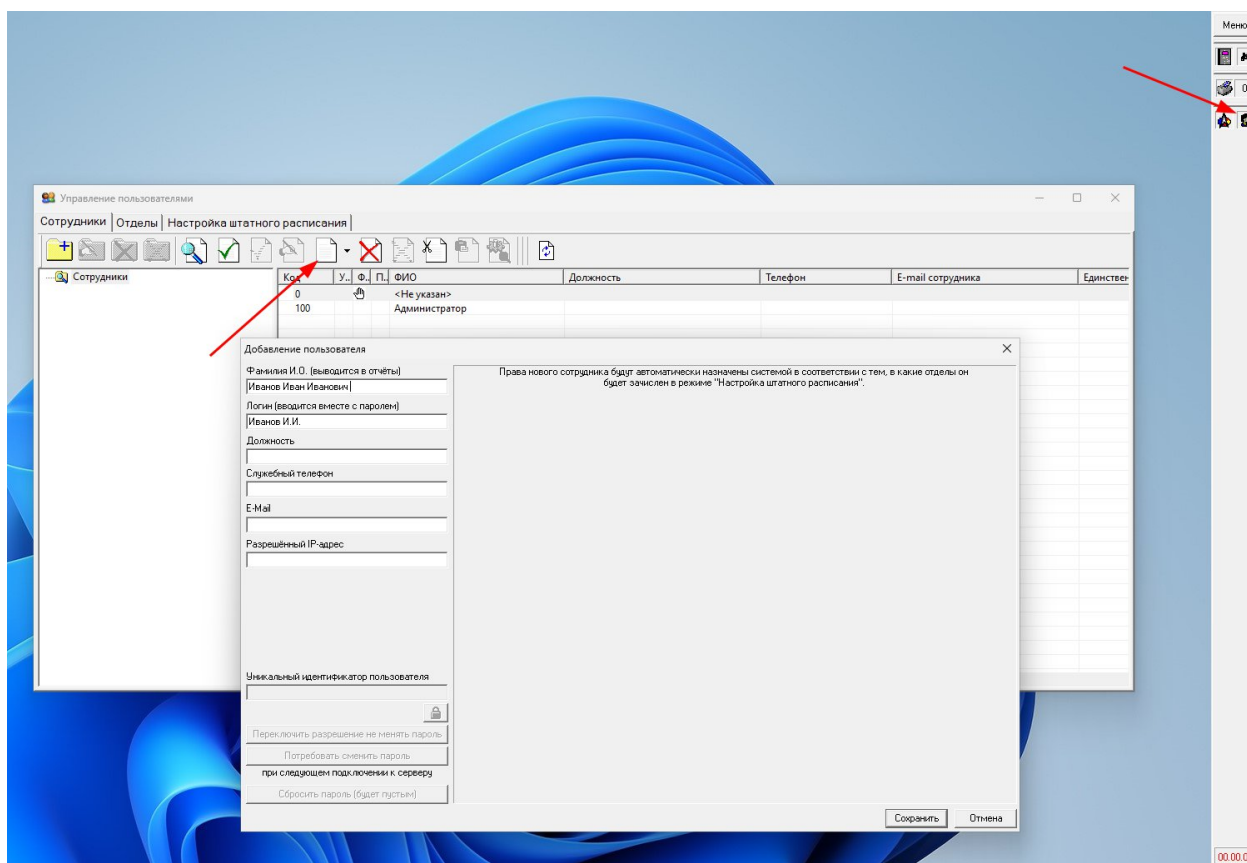 Меню
Управление пользователями
Сотрудники Отделы Настройка штатного расписания
Сотрудники
Код У.. Ф.. П.. ФИО Должность Телефон E-mail сотрудника Единствен
0 <Не указан>
100 Администратор
Добавление пользователя
Фамилия И.О. (выводится в отчёты)
Иванов Иван Иванович
Логин (вводится вместе с паролем)
Иванов И.И.
Должность
Служебный телефон
E-Mail
Разрешённый IP-адрес
Уникальный идентификатор пользователя
Переключить разрешение не менять пароль
Потребовать сменить пароль
при следующем подключении к серверу
Сбросить пароль (будет пустым)
Права нового сотрудника будут автоматически назначены системой в соответствии с тем, в какие отделы он
будет зачислен в режиме "Настройка штатного расписания".
Сохранить Отмена
00.00.0